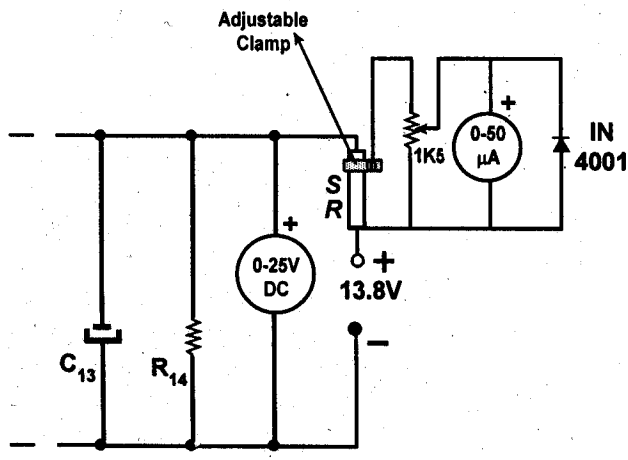 Adjustable
Clamp
+
1K5
0-50
μA
IN
4001
S
R
+
0-25V
DC
+
13.8V
–
C13
R14